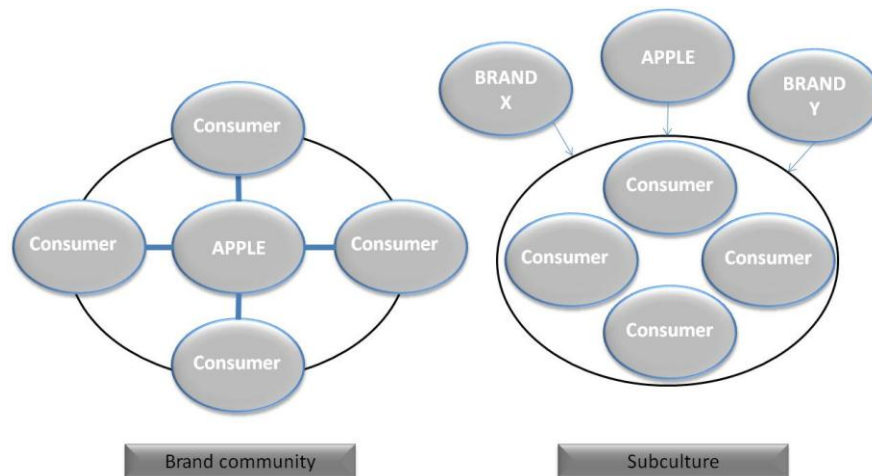 Consumer
Consumer
APPLE
Consumer
Consumer
Brand community
BRAND
X
APPLE
BRAND
Y
Consumer
Consumer
Consumer
Consumer
Subculture